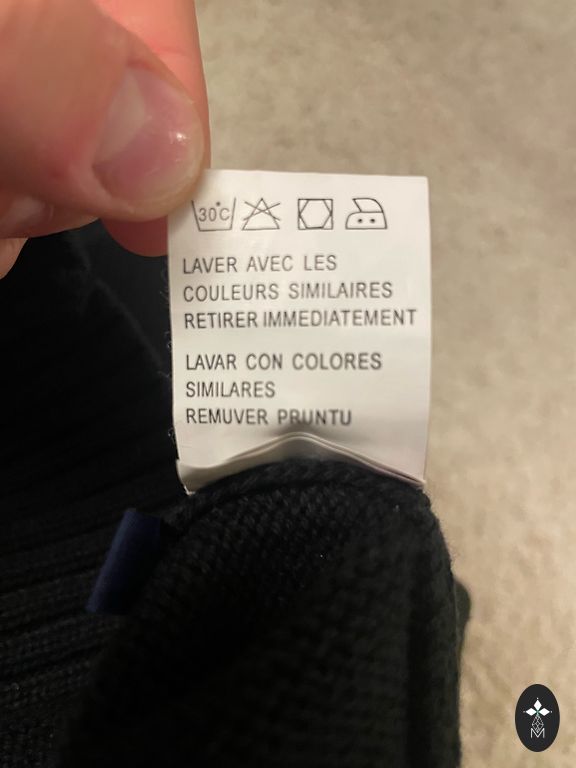 30°C
LAVER AVEC LES
COULEURS SIMILAIRES
RETIRER IMMEDIATEMENT
LAVAR CON COLORES
SIMILARES
REMUVER PRUNTU
M